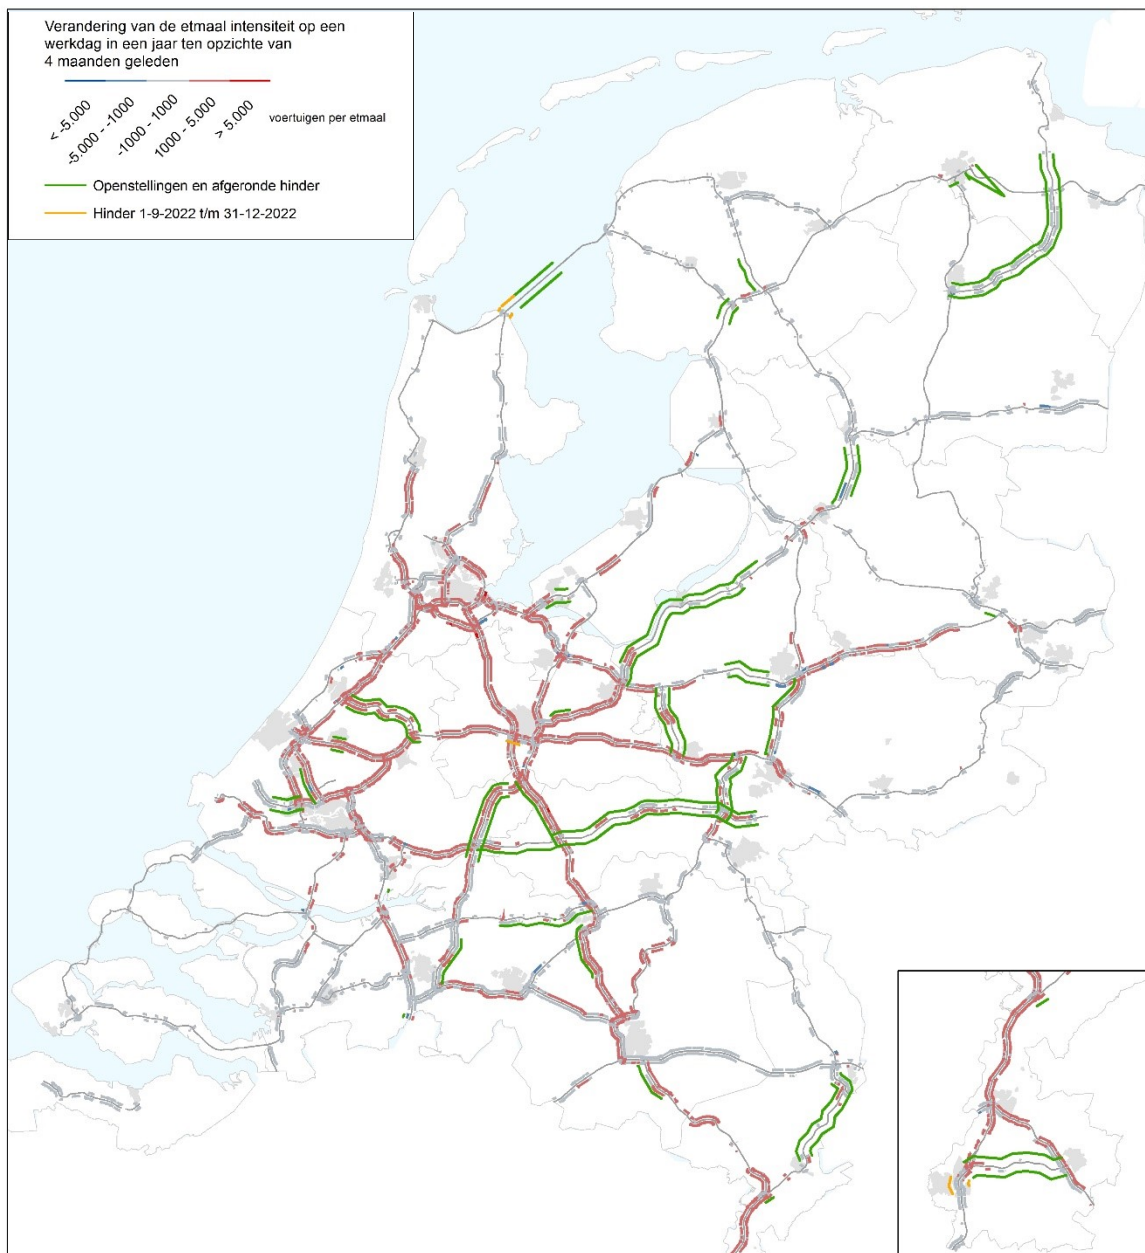 Verandering van de etmaal intensiteit op een
werkdag in een jaar ten opzichte van
4 maanden geleden
< -5.000
-5.000 - -1000
-1000 - 1000
1000 - 5.000
> 5.000
voertuigen per etmaal
Openstellingen en afgeronde hinder
Hinder 1-9-2022 t/m 31-12-2022